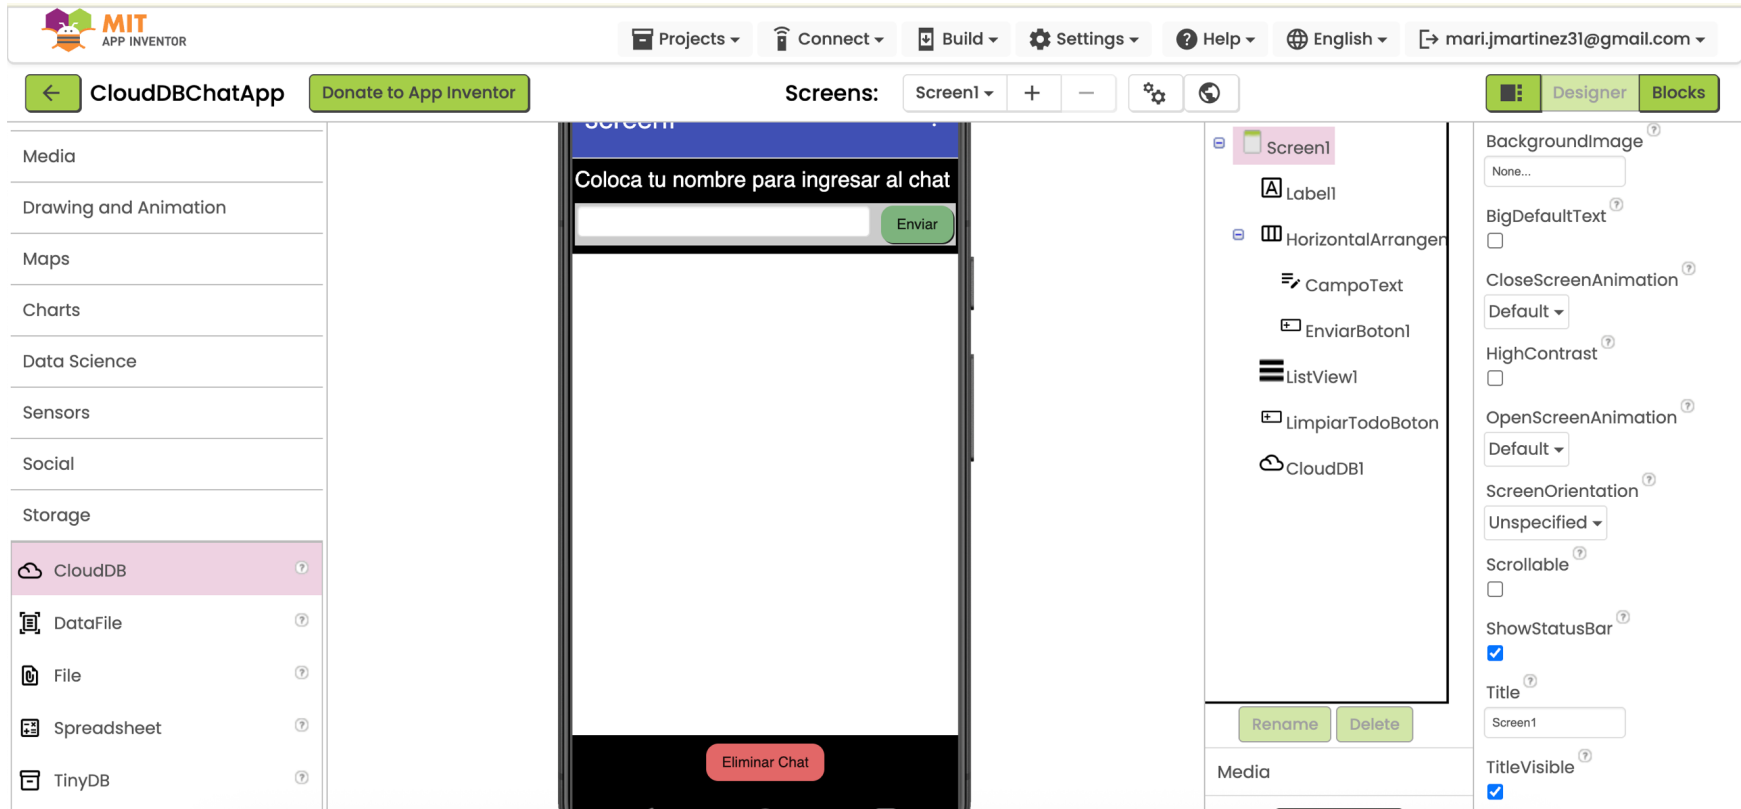 MIT
APP INVENTOR
Projects
Connect
Build
Settings
Help
English
mari.jmartinez31@gmail.com
CloudDBChatApp
Donate to App Inventor
Screens:
Screen1
Designer
Blocks
Media
Drawing and Animation
Maps
Charts
Data Science
Sensors
Social
Storage
CloudDB
?
DataFile
?
File
?
Spreadsheet
?
TinyDB
?
Screen1
Coloca tu nombre para ingresar al chat
Enviar
Eliminar Chat
Screen1
Label1
HorizontalArrangen
CampoText
EnviarBoton1
ListView1
LimpiarTodoBoton
CloudDB1
Rename
Delete
Media
BackgroundImage ?
None...
BigDefaultText ?
CloseScreenAnimation ?
Default
HighContrast ?
OpenScreenAnimation ?
Default
ScreenOrientation ?
Unspecified
Scrollable ?
ShowStatusBar ?
Title ?
Screen1
TitleVisible ?